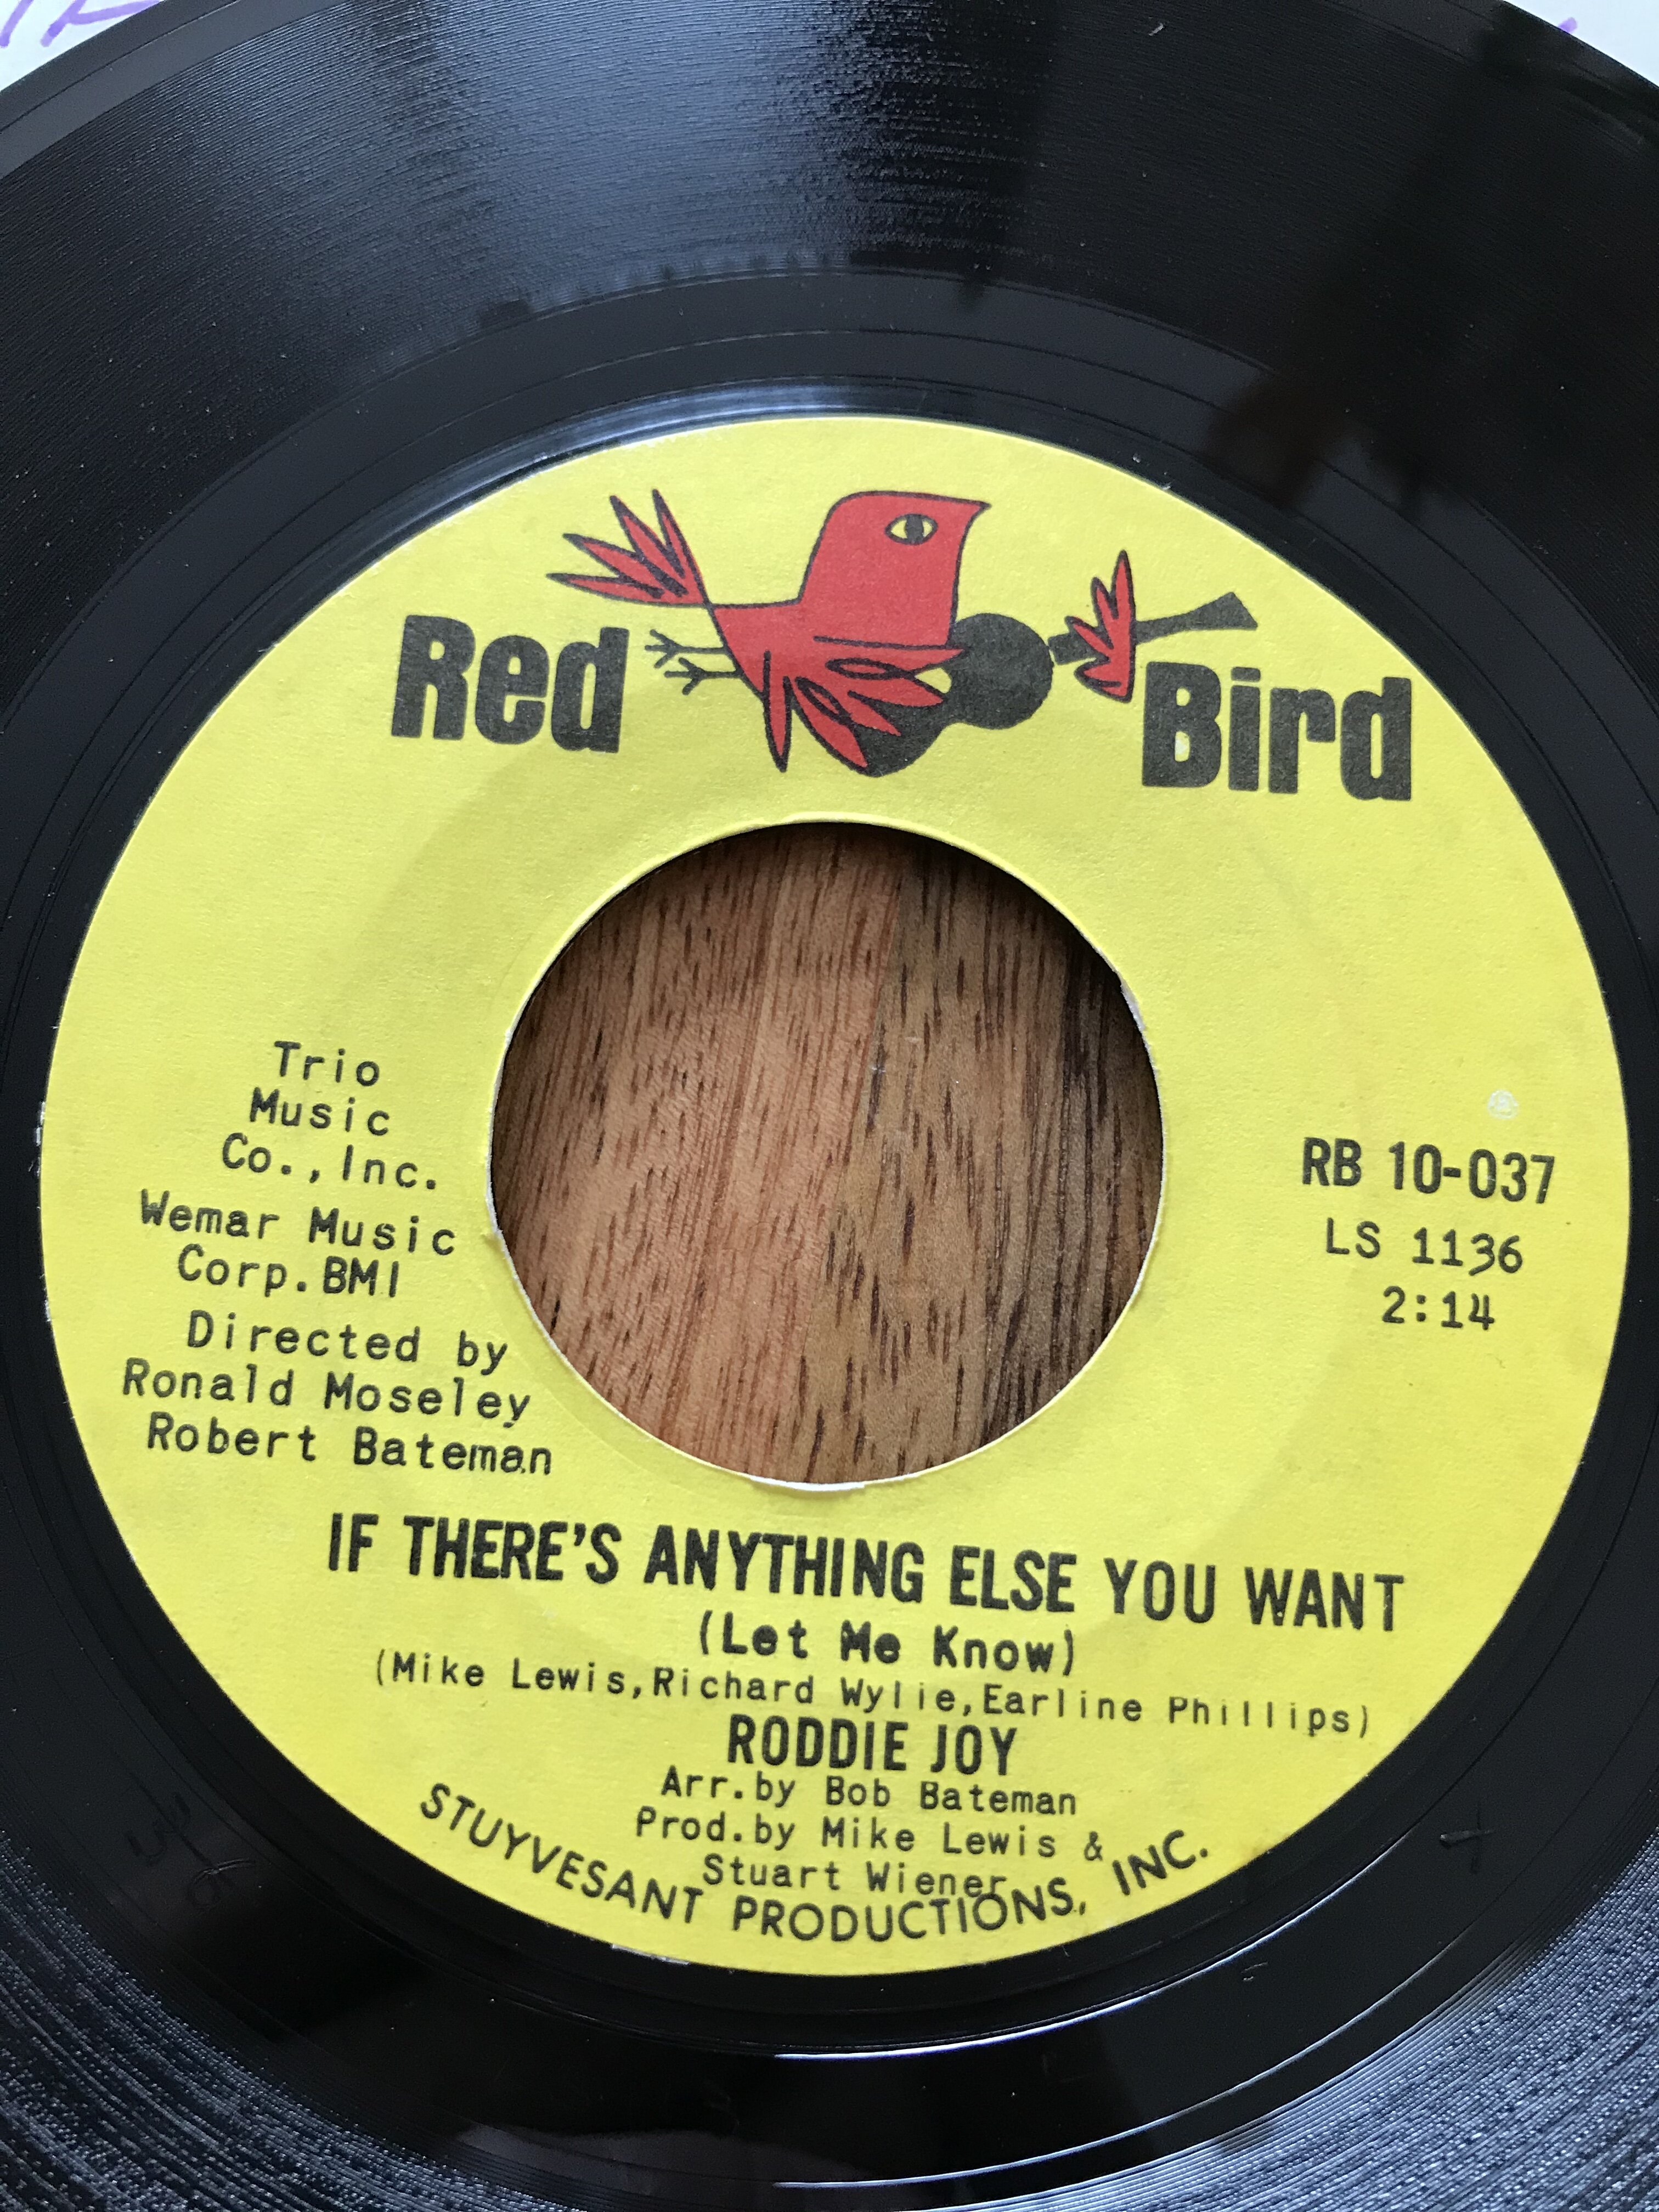 Red Bird
Trio
Music
Co.,Inc.
Wemar Music
Corp.BMI
Directed by
Ronald Moseley
Robert Bateman
RB 10-037
LS 1136
2:14
IF THERE'S ANYTHING ELSE YOU WANT
(Let Me Know)
(Mike Lewis,Richard Wylie,Earline Phillips)
RODDIE JOY
Arr.by Bob Bateman
Prod.by Mike Lewis &
Stuart Wiener
STUYVESANT PRODUCTIONS, INC.